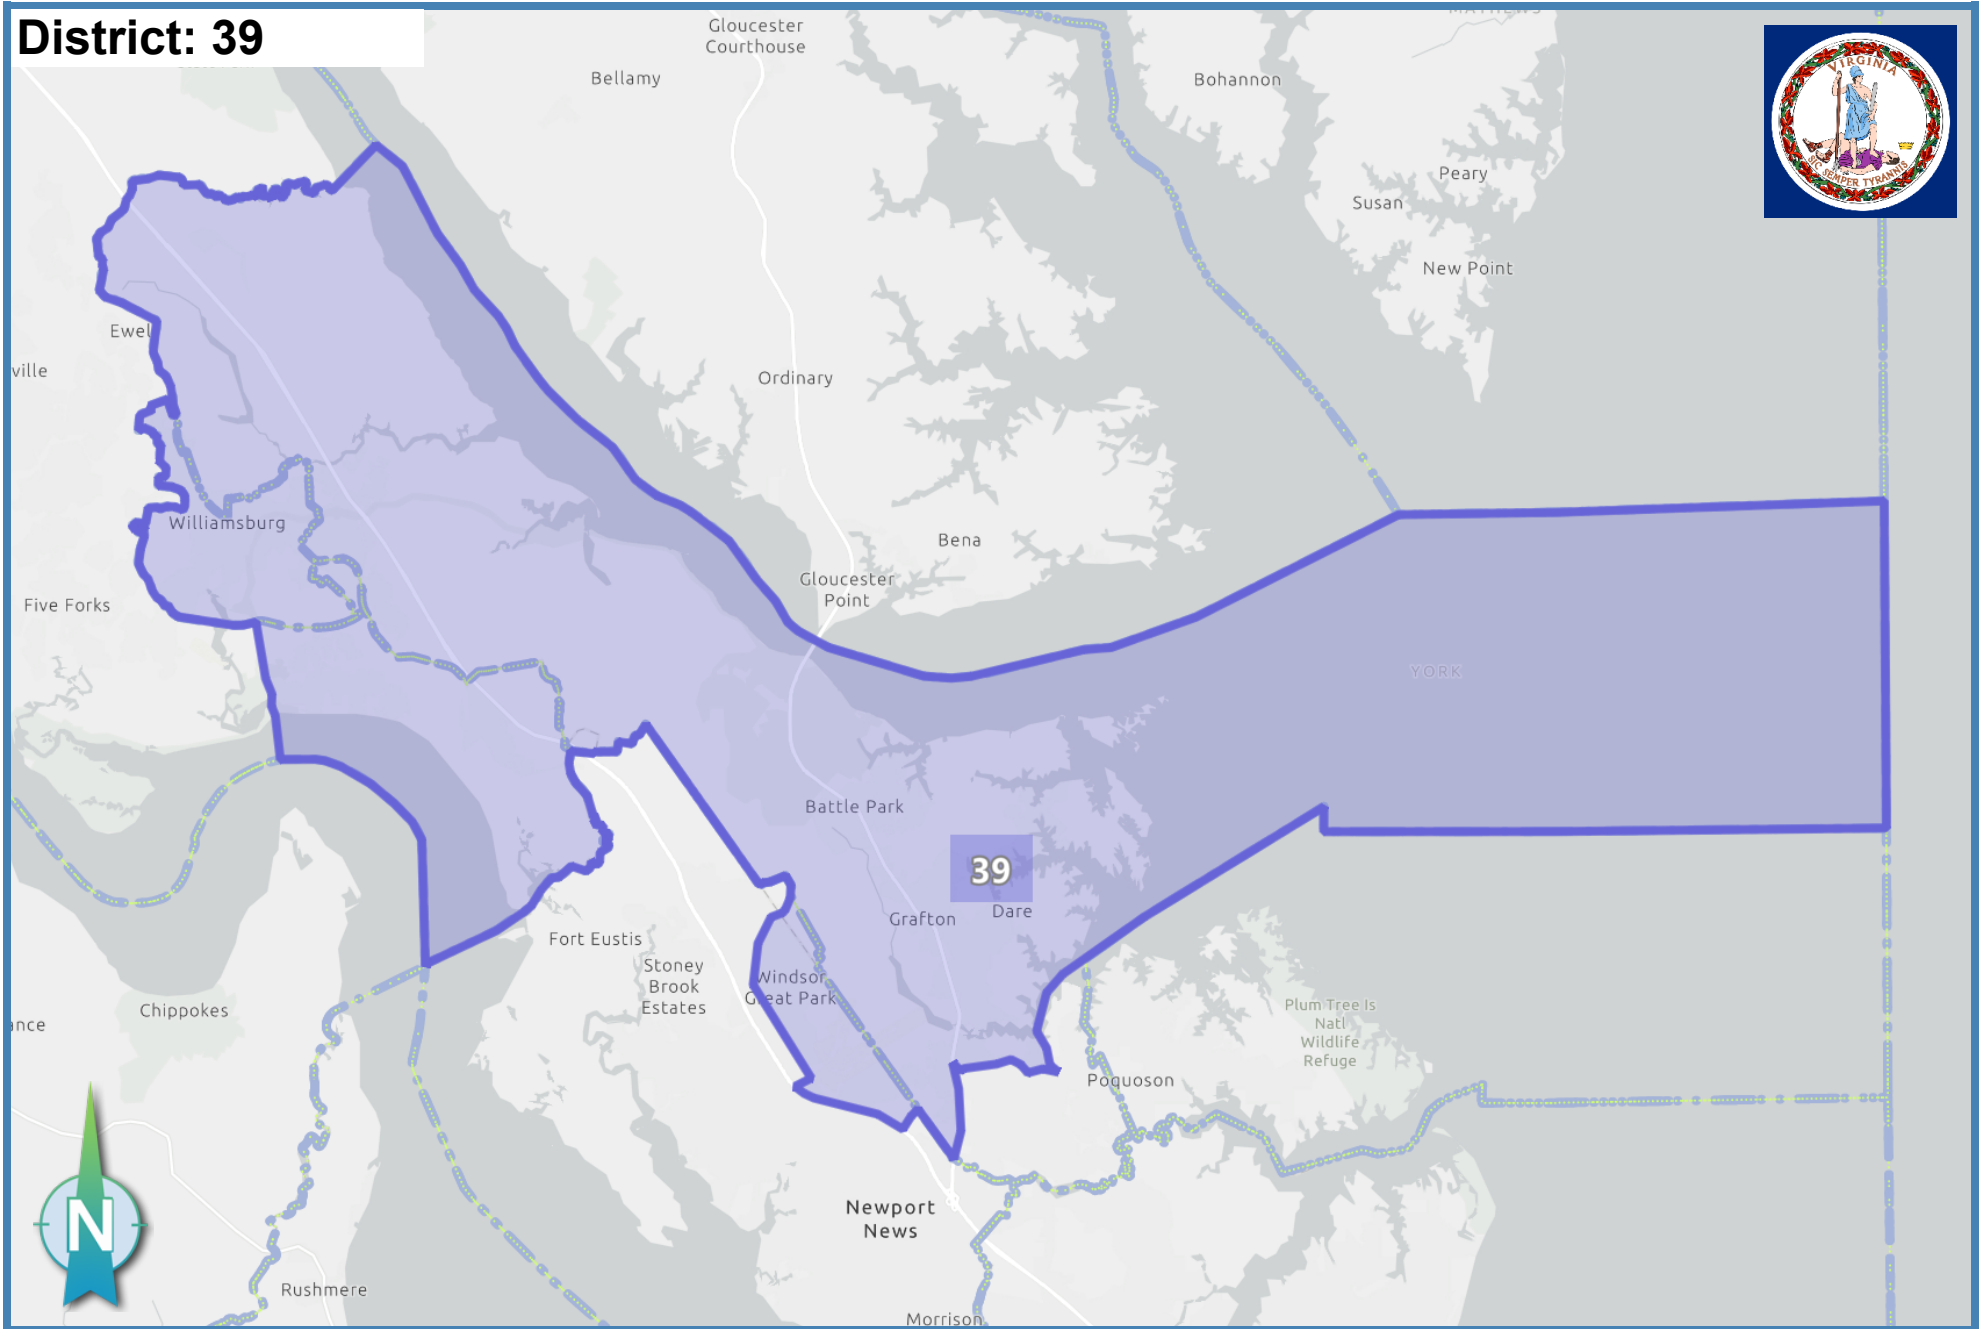 District: 39
MATHEWS
Gloucester
Courthouse
Bellamy
Bohannon
VIRGINIA
SIC SEMPER TYRANNIS
Peary
Susan
New Point
Ewel
ville
Ordinary
Williamsburg
Bena
Gloucester
Point
Five Forks
YORK
Battle Park
39
Dare
Grafton
Fort Eustis
Stoney
Brook
Estates
Windsor
Great Park
Chippokes
ance
Plum Tree Is
Natl
Wildlife
Refuge
Poquoson
N
Newport
News
Rushmere
Morrison